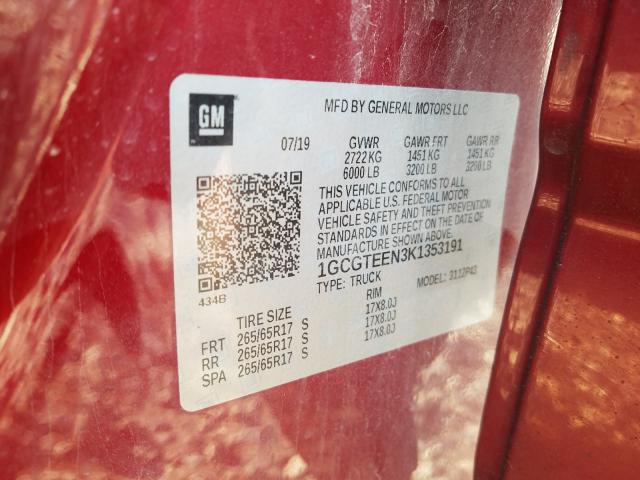 GM
MFD BY GENERAL MOTORS LLC
07/19 GVWR GAWR FRT GAWR RR
2722 KG 1451 KG 1451 KG
6000 LB 3200 LB 3200 LB
THIS VEHICLE CONFORMS TO ALL
APPLICABLE U.S. FEDERAL MOTOR
VEHICLE SAFETY AND THEFT PREVENTION
STANDARDS IN EFFECT ON THE DATE OF
MANUFACTURE SHOWN ABOVE.
1GCGTEEN3K1353191
TYPE: TRUCK MODEL: 3112P43
434B
TIRE SIZE RIM
FRT 265/65R17 S 17X8.0J
RR 265/65R17 S 17X8.0J
SPA 265/65R17 S 17X8.0J